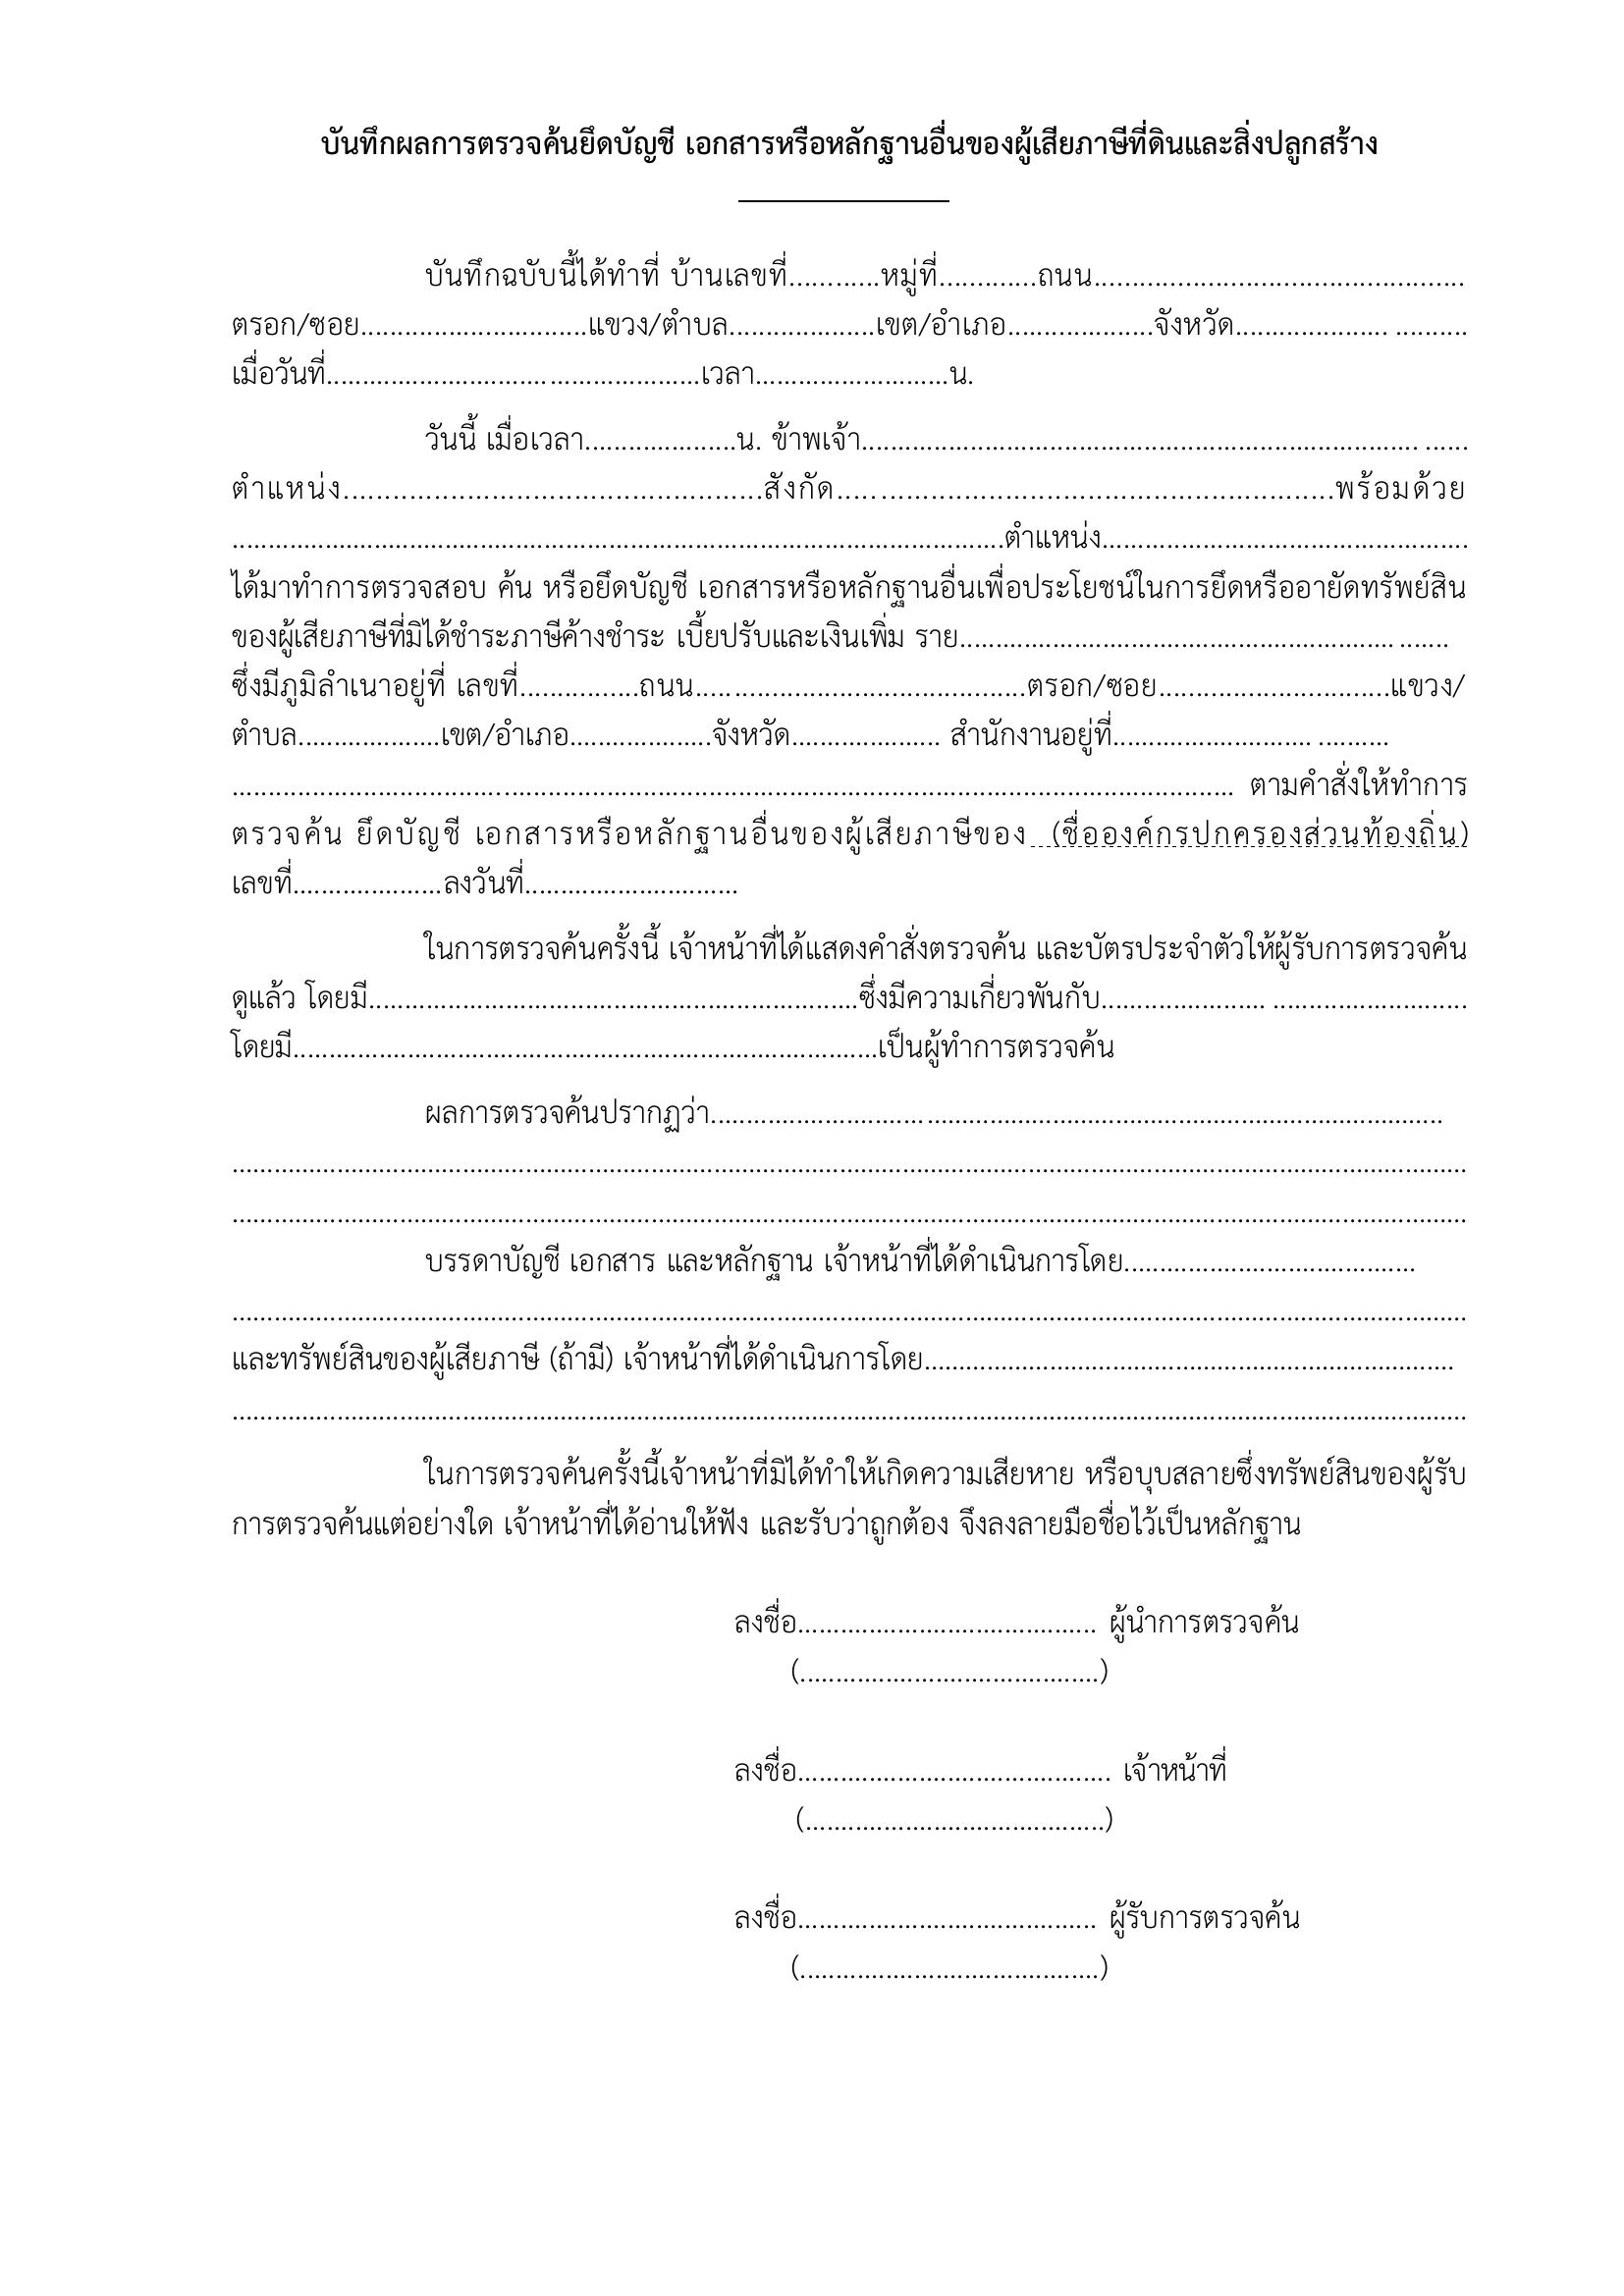 บันทึกผลการตรวจค้นยึดบัญชี เอกสารหรือหลักฐานอื่นของผู้เสียภาษีที่ดินและสิ่งปลูกสร้าง
บันทึกฉบับนี้ได้ทำที่ บ้านเลขที่............หมู่ที่.............ถนน..................................................
ตรอก/ซอย...............................แขวง/ตำบล....................เขต/อำเภอ....................จังหวัด..................... ..........
เมื่อวันที่..................................................เวลา...........................น.
วันนี้ เมื่อเวลา.....................น. ข้าพเจ้า............................................................................. ......
ตำแหน่ง..................................................สังกัด............................................................พร้อมด้วย
..........................................................................................................ตำแหน่ง..................................................
ได้มาทำการตรวจสอบ ค้น หรือยึดบัญชี เอกสารหรือหลักฐานอื่นเพื่อประโยชน์ในการยึดหรืออายัดทรัพย์สิน
ของผู้เสียภาษีที่มิได้ชำระภาษีค้างชำระ เบี้ยปรับและเงินเพิ่ม ราย............................................................ .......
ซึ่งมีภูมิลำเนาอยู่ที่ เลขที่................ถนน..............................................ตรอก/ซอย................................แขวง/
ตำบล....................เขต/อำเภอ....................จังหวัด..................... สำนักงานอยู่ที่........................... ..........
.......................................................................................................................................... ตามคำสั่งให้ทำการ
ตรวจค้น ยึดบัญชี เอกสารหรือหลักฐานอื่นของผู้เสียภาษีของ (ชื่อองค์กรปกครองส่วนท้องถิ่น)
เลขที่.....................ลงวันที่..............................
ในการตรวจค้นครั้งนี้ เจ้าหน้าที่ได้แสดงคำสั่งตรวจค้น และบัตรประจำตัวให้ผู้รับการตรวจค้น
ดูแล้ว โดยมี....................................................................ซึ่งมีความเกี่ยวพันกับ....................... ...........................
โดยมี.................................................................................เป็นผู้ทำการตรวจค้น
ผลการตรวจค้นปรากฏว่า.....................................................................................................
..............................................................................................................................................................................
..............................................................................................................................................................................
บรรดาบัญชี เอกสาร และหลักฐาน เจ้าหน้าที่ได้ดำเนินการโดย........................................
..............................................................................................................................................................................
และทรัพย์สินของผู้เสียภาษี (ถ้ามี) เจ้าหน้าที่ได้ดำเนินการโดย.........................................................................
..............................................................................................................................................................................
ในการตรวจค้นครั้งนี้เจ้าหน้าที่มิได้ทำให้เกิดความเสียหาย หรือบุบสลายซึ่งทรัพย์สินของผู้รับ
การตรวจค้นแต่อย่างใด เจ้าหน้าที่ได้อ่านให้ฟัง และรับว่าถูกต้อง จึงลงลายมือชื่อไว้เป็นหลักฐาน
ลงชื่อ.......................................... ผู้นำการตรวจค้น
(..........................................)
ลงชื่อ............................................ เจ้าหน้าที่
(..........................................)
ลงชื่อ.......................................... ผู้รับการตรวจค้น
(..........................................)